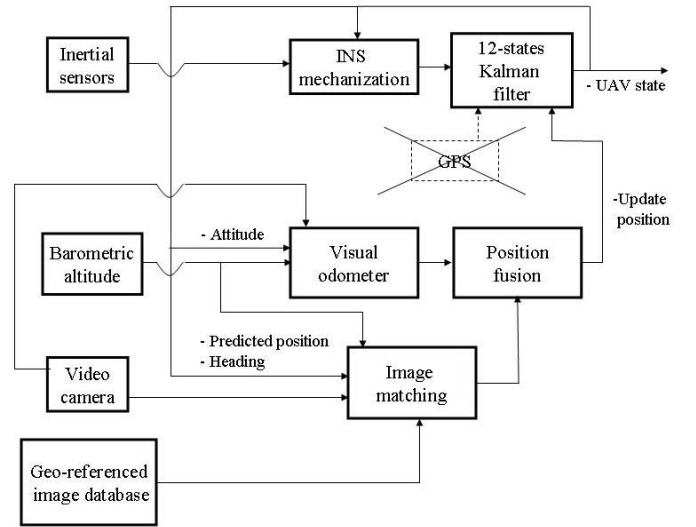 Inertial
sensors
INS
mechanization
12-states
Kalman
filter
- UAV state
GPS
-Update
position
- Attitude
Barometric
altitude
Visual
odometer
Position
fusion
- Predicted position
- Heading
Video
camera
Image
matching
Geo-referenced
image database